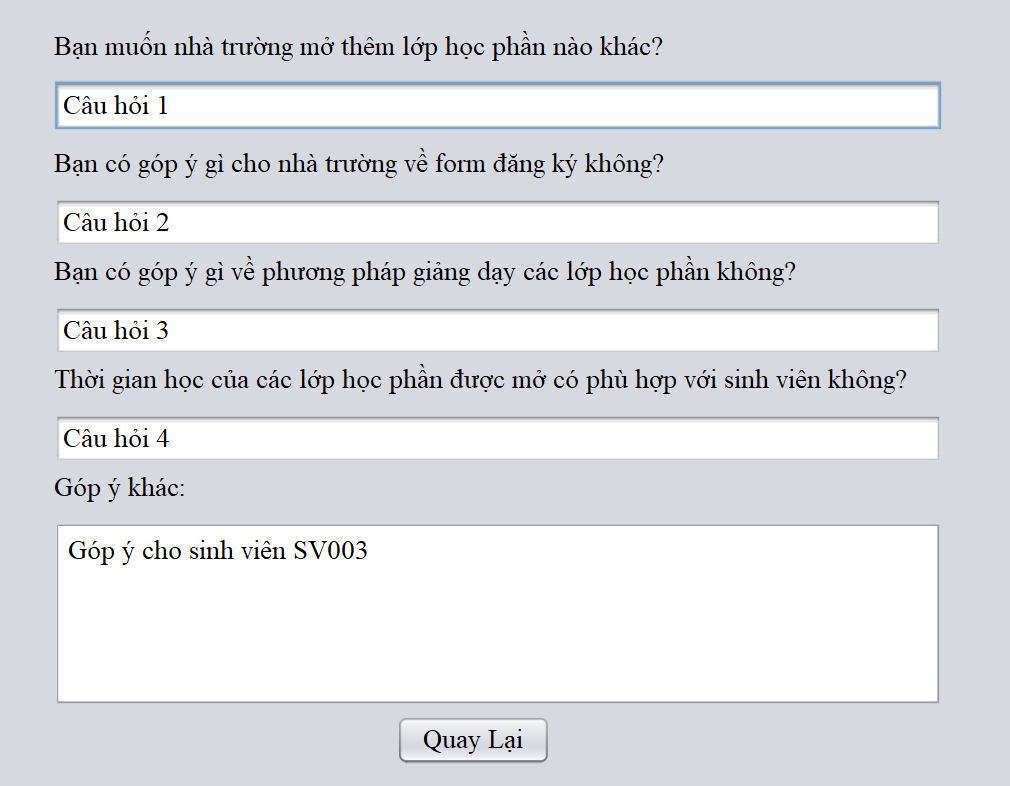 Bạn muốn nhà trường mở thêm lớp học phần nào khác?
Câu hỏi 1
Bạn có góp ý gì cho nhà trường về form đăng ký không?
Câu hỏi 2
Bạn có góp ý gì về phương pháp giảng dạy các lớp học phần không?
Câu hỏi 3
Thời gian học của các lớp học phần được mở có phù hợp với sinh viên không?
Câu hỏi 4
Góp ý khác:
Góp ý cho sinh viên SV003
Quay Lại